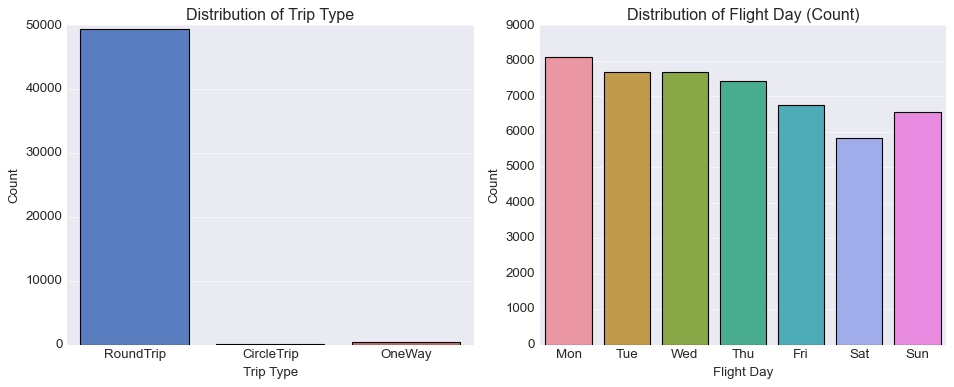 Distribution of Trip Type
50000
40000
30000
20000
10000
0
Count
RoundTrip CircleTrip OneWay
Trip Type
Distribution of Flight Day (Count)
9000
8000
7000
6000
5000
4000
3000
2000
1000
0
Count
Mon Tue Wed Thu Fri Sat Sun
Flight Day